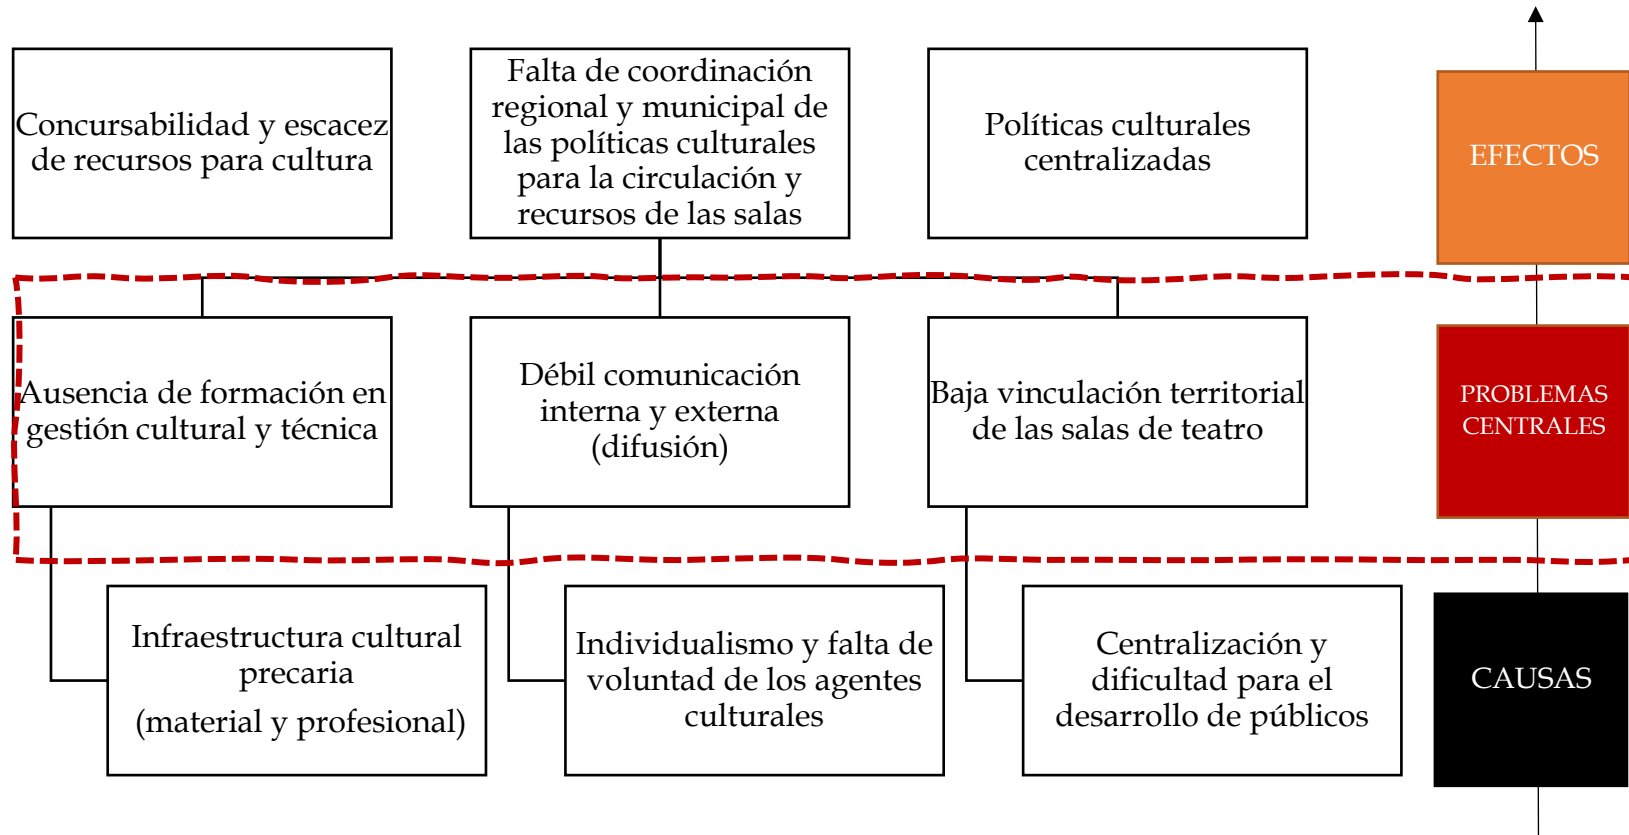 Concursabilidad y escacez
de recursos para cultura
Falta de coordinación
regional y municipal de
las políticas culturales
para la circulación y
recursos de las salas
Políticas culturales
centralizadas
EFECTOS
Ausencia de formación en
gestión cultural y técnica
Débil comunicación
interna y externa
(difusión)
Baja vinculación territorial
de las salas de teatro
PROBLEMAS
CENTRALES
Infraestructura cultural
precaria
(material y profesional)
Individualismo y falta de
voluntad de los agentes
culturales
Centralización y
dificultad para el
desarrollo de públicos
CAUSAS